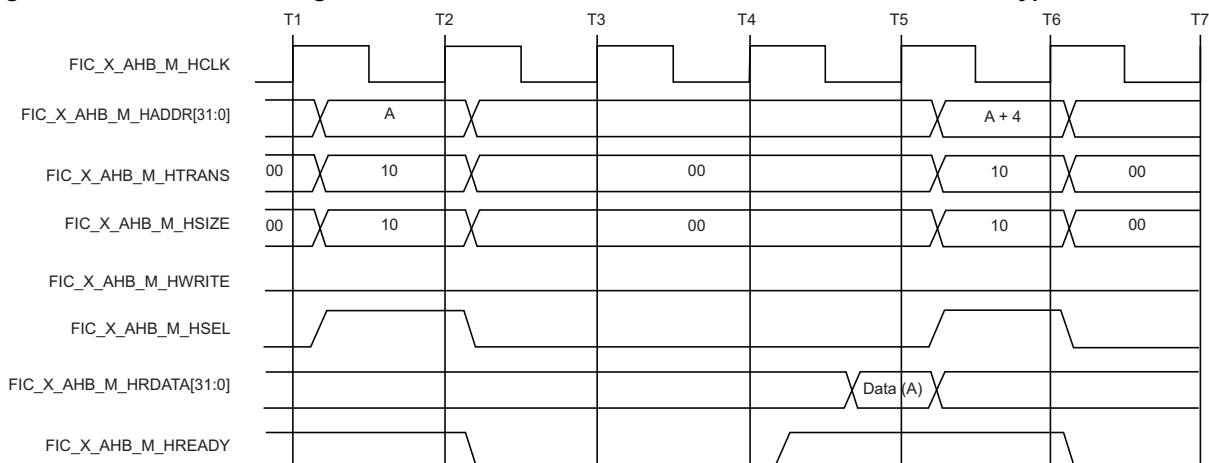 T1 T2 T3 T4 T5 T6 T7
FIC_X_AHB_M_HCLK
FIC_X_AHB_M_HADDR[31:0] A A + 4
FIC_X_AHB_M_HTRANS 00 10 00 10 00
FIC_X_AHB_M_HSIZE 00 10 00 10 00
FIC_X_AHB_M_HWRITE
FIC_X_AHB_M_HSEL
FIC_X_AHB_M_HRDATA[31:0] Data (A)
FIC_X_AHB_M_HREADY